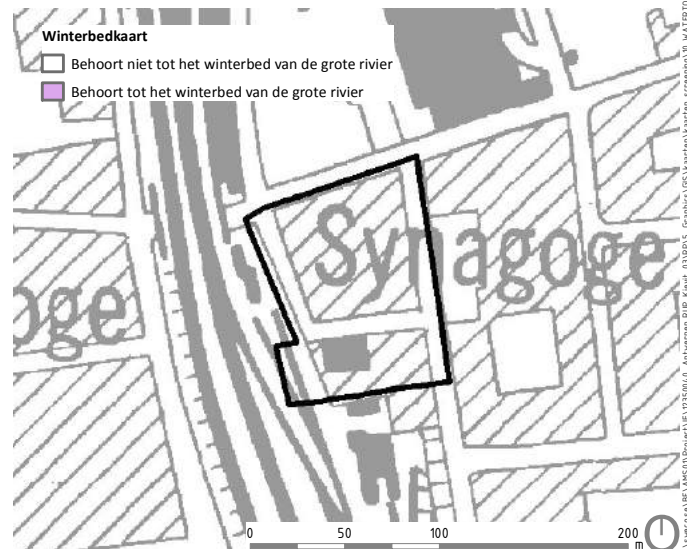 Winterbedkaart
Behoort niet tot het winterbed van de grote rivier
Behoort tot het winterbed van de grote rivier
Synagoge
oge
0 50 100 200
m